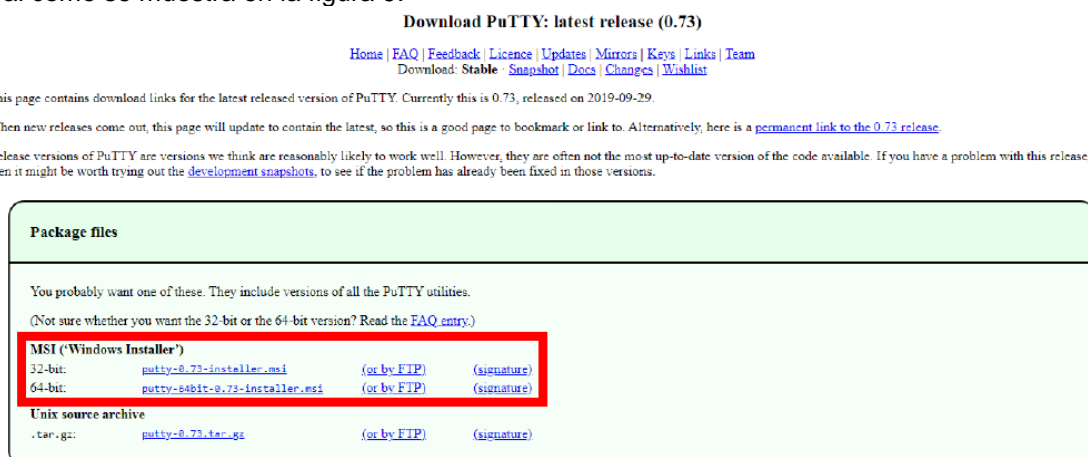 como se muestra en la figura
Download PuTTY: latest release (0.73)
Home | FAQ | Feedback | Licence | Updates | Mirrors | Keys | Links | Team
Download: Stable · Snapshot | Docs | Changes | Wishlist
his page contains download links for the latest released version of PuTTY. Currently this is 0.73, released on 2019-09-29.
hen new releases come out, this page will update to contain the latest, so this is a good page to bookmark or link to. Alternatively, here is a permanent link to the 0.73 release.
elease versions of PuTTY are versions we think are reasonably likely to work well. However, they are often not the most up-to-date version of the code available. If you have a problem with this release,
en it might be worth trying out the development snapshots, to see if the problem has already been fixed in those versions.
Package files
You probably want one of these. They include versions of all the PuTTY utilities.
(Not sure whether you want the 32-bit or the 64-bit version? Read the FAQ entry.)
MSI (‘Windows Installer’)
32-bit: putty-0.73-installer.msi (or by FTP) (signature)
64-bit: putty-64bit-0.73-installer.msi (or by FTP) (signature)
Unix source archive
.tar.gz: putty-0.73.tar.gz (or by FTP) (signature)